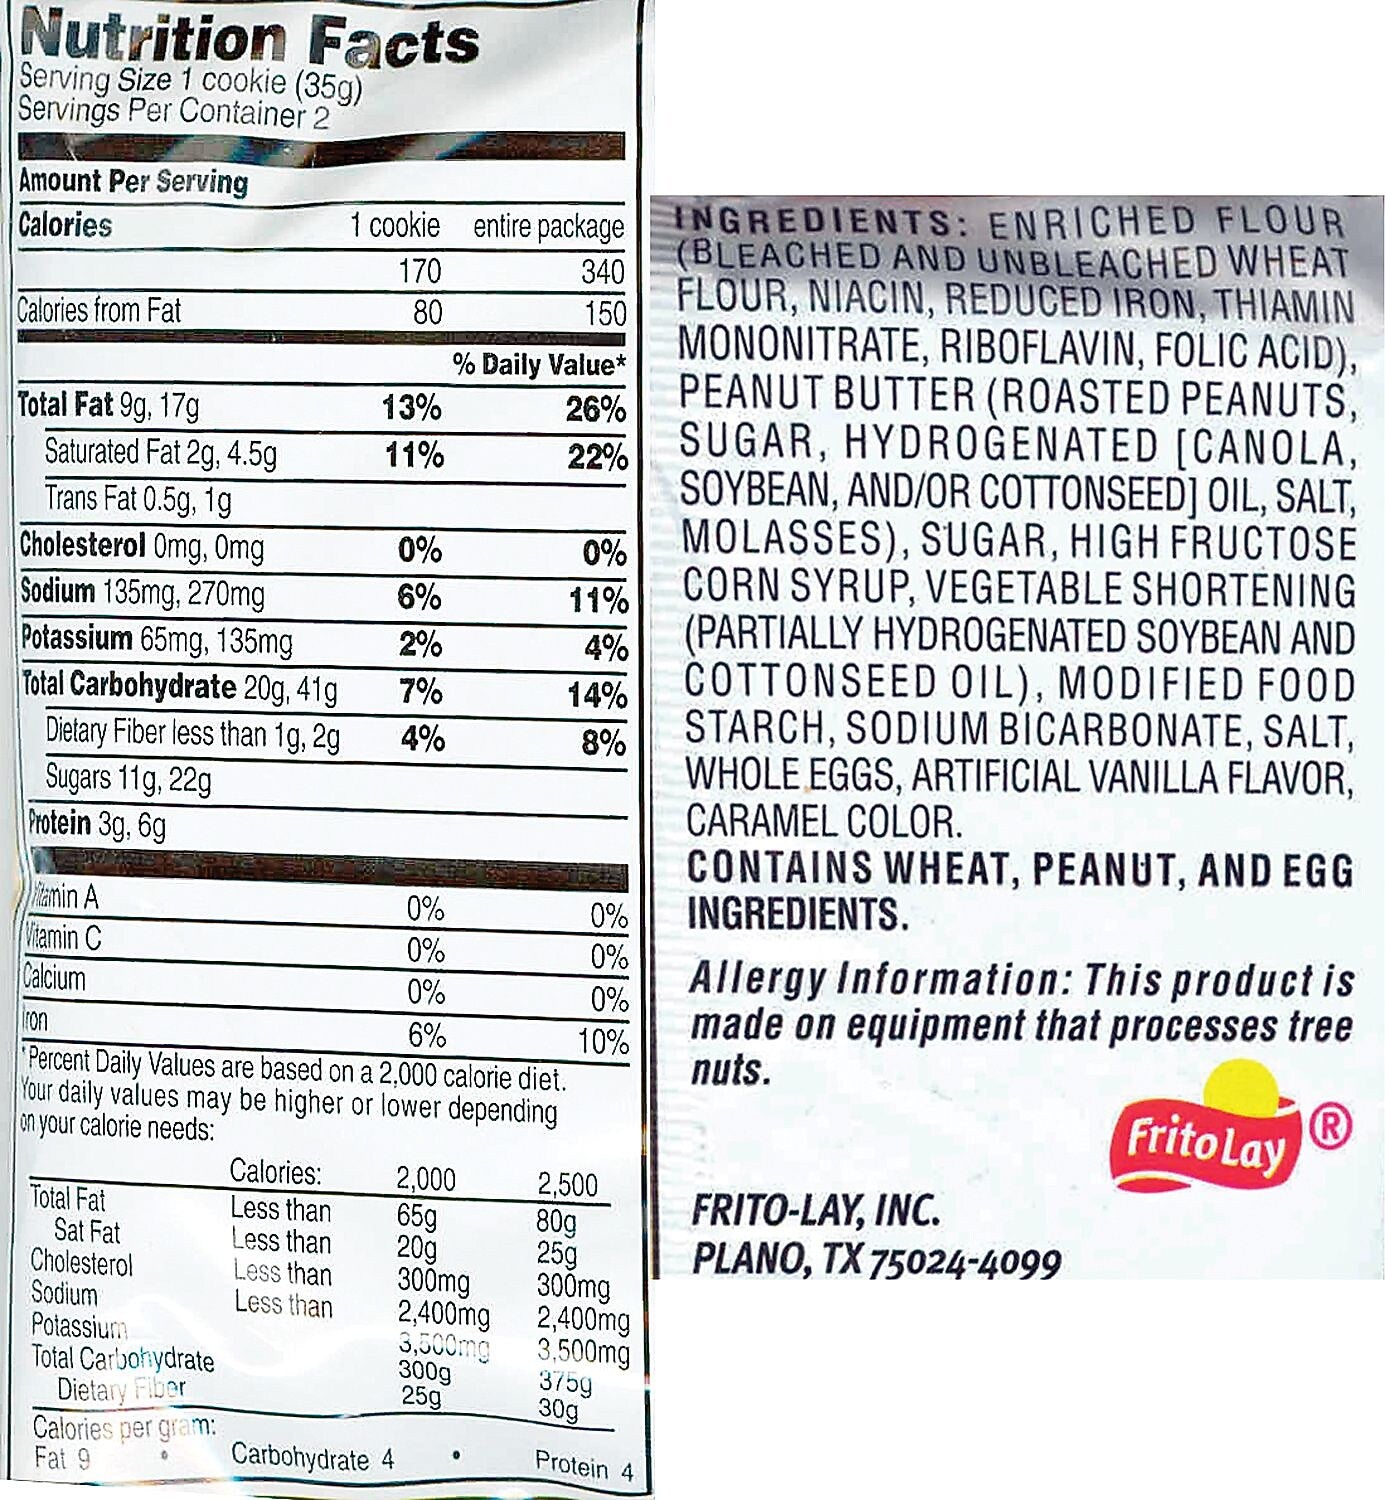 Nutrition Facts
Serving Size 1 cookie (35g)
Servings Per Container 2
Amount Per Serving
Calories 1 cookie entire package
170 340
Calories from Fat 80 150
% Daily Value*
Total Fat 9g, 17g 13% 26%
Saturated Fat 2g, 4.5g 11% 22%
Trans Fat 0.5g, 1g
Cholesterol 0mg, 0mg 0% 0%
Sodium 135mg, 270mg 6% 11%
Potassium 65mg, 135mg 2% 4%
Total Carbohydrate 20g, 41g 7% 14%
Dietary Fiber less than 1g, 2g 4% 8%
Sugars 11g, 22g
Protein 3g, 6g
Vitamin A 0% 0%
Vitamin C 0% 0%
Calcium 0% 0%
Iron 6% 10%
*Percent Daily Values are based on a 2,000 calorie diet.
Your daily values may be higher or lower depending
on your calorie needs:
Calories: 2,000 2,500
Total Fat Less than 65g 80g
Sat Fat Less than 20g 25g
Cholesterol Less than 300mg 300mg
Sodium Less than 2,400mg 2,400mg
Potassium 3,500mg 3,500mg
Total Carbohydrate 300g 375g
Dietary Fiber 25g 30g
Calories per gram:
Fat 9 • Carbohydrate 4 • Protein 4
INGREDIENTS: ENRICHED FLOUR
(BLEACHED AND UNBLEACHED WHEAT
FLOUR, NIACIN, REDUCED IRON, THIAMIN
MONONITRATE, RIBOFLAVIN, FOLIC ACID),
PEANUT BUTTER (ROASTED PEANUTS,
SUGAR, HYDROGENATED [CANOLA,
SOYBEAN, AND/OR COTTONSEED] OIL, SALT,
MOLASSES), SUGAR, HIGH FRUCTOSE
CORN SYRUP, VEGETABLE SHORTENING
(PARTIALLY HYDROGENATED SOYBEAN AND
COTTONSEED OIL), MODIFIED FOOD
STARCH, SODIUM BICARBONATE, SALT,
WHOLE EGGS, ARTIFICIAL VANILLA FLAVOR,
CARAMEL COLOR.
CONTAINS WHEAT, PEANUT, AND EGG
INGREDIENTS.
Allergy Information: This product is
made on equipment that processes tree
nuts.
FritoLay ®
FRITO-LAY, INC.
PLANO, TX 75024-4099